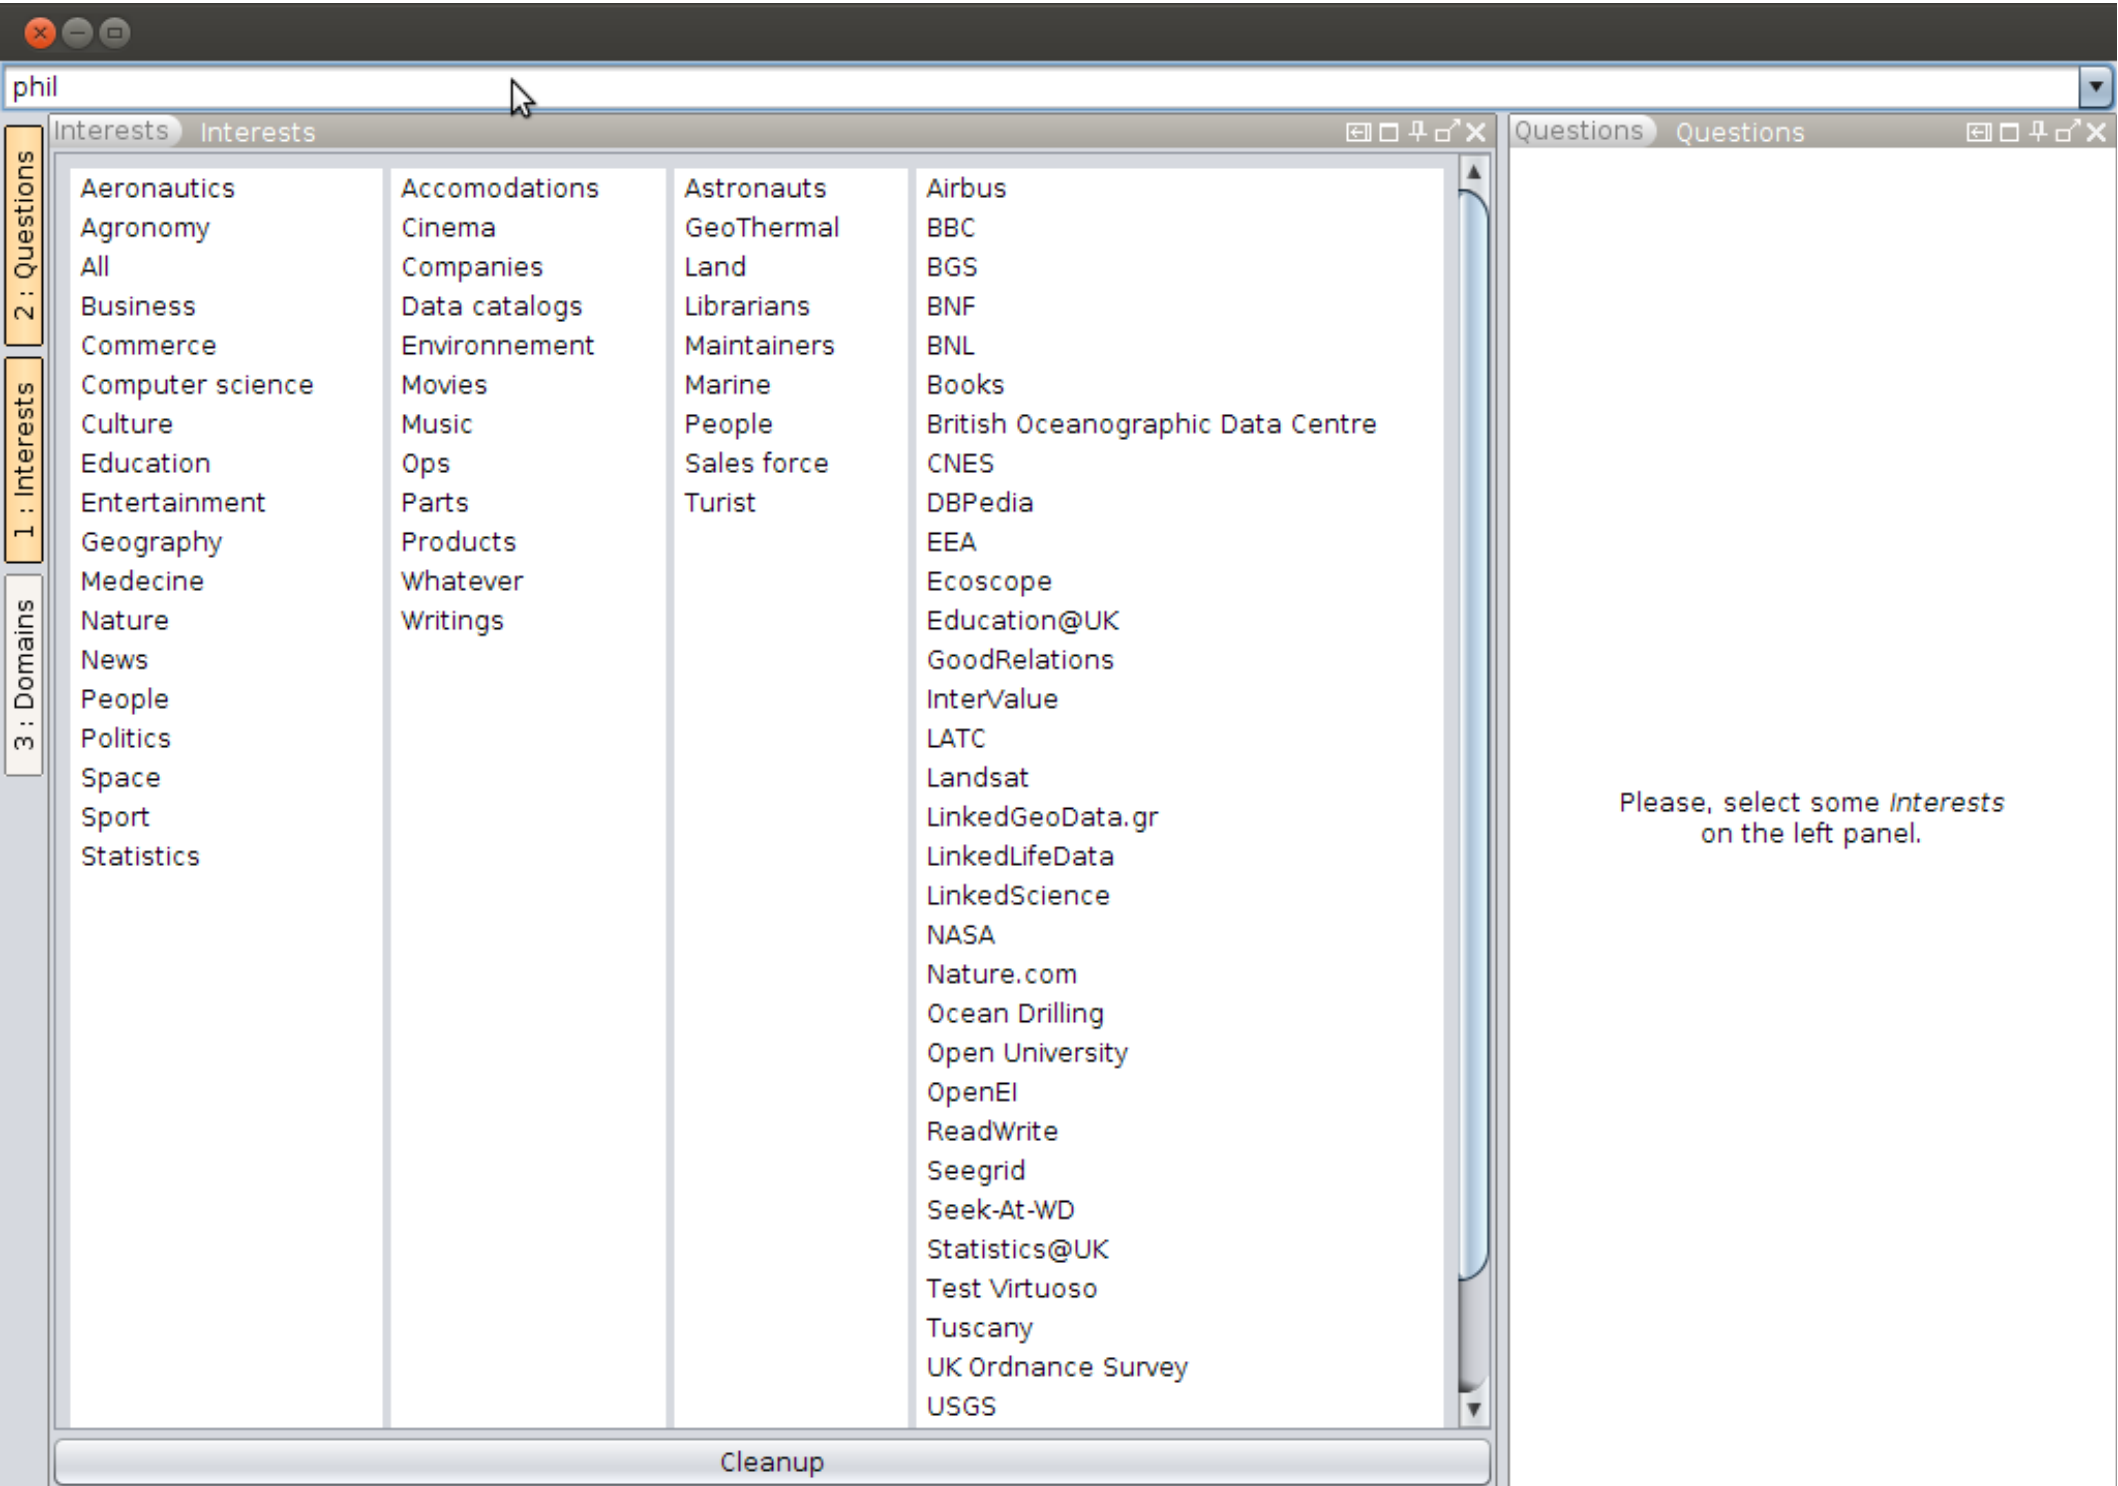 phil
Interests Interests
Questions Questions
2 : Questions
1 : Interests
3 : Domains
Aeronautics
Agronomy
All
Business
Commerce
Computer science
Culture
Education
Entertainment
Geography
Medecine
Nature
News
People
Politics
Space
Sport
Statistics
Accomodations
Cinema
Companies
Data catalogs
Environnement
Movies
Music
Ops
Parts
Products
Whatever
Writings
Astronauts
GeoThermal
Land
Librarians
Maintainers
Marine
People
Sales force
Turist
Airbus
BBC
BGS
BNF
BNL
Books
British Oceanographic Data Centre
CNES
DBPedia
EEA
Ecoscope
Education@UK
GoodRelations
InterValue
LATC
Landsat
LinkedGeoData.gr
LinkedLifeData
LinkedScience
NASA
Nature.com
Ocean Drilling
Open University
OpenEI
ReadWrite
Seegrid
Seek-At-WD
Statistics@UK
Test Virtuoso
Tuscany
UK Ordnance Survey
USGS
Cleanup
Please, select some Interests
on the left panel.